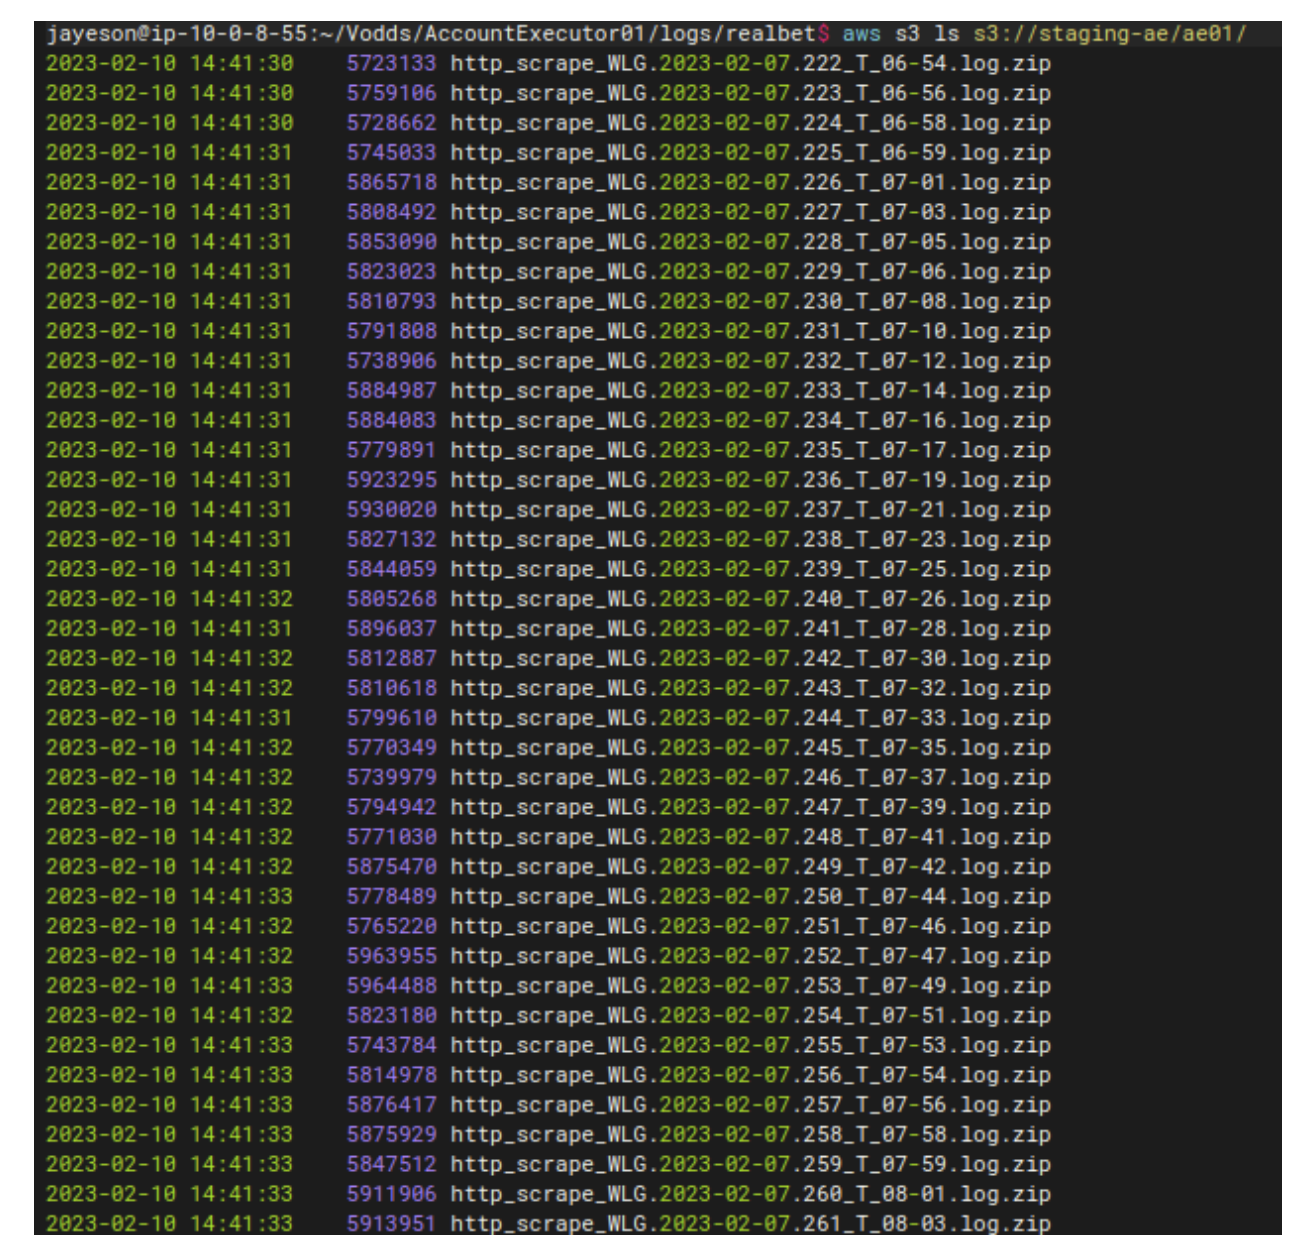 jayeson@ip-10-0-8-55:~/Vodds/AccountExecutor01/logs/realbet$ aws s3 ls s3://staging-ae/ae01/
2023-02-10 14:41:30    5723133 http_scrape_WLG.2023-02-07.222_T_06-54.log.zip
2023-02-10 14:41:30    5759106 http_scrape_WLG.2023-02-07.223_T_06-56.log.zip
2023-02-10 14:41:30    5728662 http_scrape_WLG.2023-02-07.224_T_06-58.log.zip
2023-02-10 14:41:31    5745033 http_scrape_WLG.2023-02-07.225_T_06-59.log.zip
2023-02-10 14:41:31    5865718 http_scrape_WLG.2023-02-07.226_T_07-01.log.zip
2023-02-10 14:41:31    5808492 http_scrape_WLG.2023-02-07.227_T_07-03.log.zip
2023-02-10 14:41:31    5853090 http_scrape_WLG.2023-02-07.228_T_07-05.log.zip
2023-02-10 14:41:31    5823023 http_scrape_WLG.2023-02-07.229_T_07-06.log.zip
2023-02-10 14:41:31    5810793 http_scrape_WLG.2023-02-07.230_T_07-08.log.zip
2023-02-10 14:41:31    5791808 http_scrape_WLG.2023-02-07.231_T_07-10.log.zip
2023-02-10 14:41:31    5738906 http_scrape_WLG.2023-02-07.232_T_07-12.log.zip
2023-02-10 14:41:31    5884987 http_scrape_WLG.2023-02-07.233_T_07-14.log.zip
2023-02-10 14:41:31    5884083 http_scrape_WLG.2023-02-07.234_T_07-16.log.zip
2023-02-10 14:41:31    5779891 http_scrape_WLG.2023-02-07.235_T_07-17.log.zip
2023-02-10 14:41:31    5923295 http_scrape_WLG.2023-02-07.236_T_07-19.log.zip
2023-02-10 14:41:31    5930020 http_scrape_WLG.2023-02-07.237_T_07-21.log.zip
2023-02-10 14:41:31    5827132 http_scrape_WLG.2023-02-07.238_T_07-23.log.zip
2023-02-10 14:41:31    5844059 http_scrape_WLG.2023-02-07.239_T_07-25.log.zip
2023-02-10 14:41:32    5805268 http_scrape_WLG.2023-02-07.240_T_07-26.log.zip
2023-02-10 14:41:31    5896037 http_scrape_WLG.2023-02-07.241_T_07-28.log.zip
2023-02-10 14:41:32    5812887 http_scrape_WLG.2023-02-07.242_T_07-30.log.zip
2023-02-10 14:41:32    5810618 http_scrape_WLG.2023-02-07.243_T_07-32.log.zip
2023-02-10 14:41:31    5799610 http_scrape_WLG.2023-02-07.244_T_07-33.log.zip
2023-02-10 14:41:32    5770349 http_scrape_WLG.2023-02-07.245_T_07-35.log.zip
2023-02-10 14:41:32    5739979 http_scrape_WLG.2023-02-07.246_T_07-37.log.zip
2023-02-10 14:41:32    5794942 http_scrape_WLG.2023-02-07.247_T_07-39.log.zip
2023-02-10 14:41:32    5771030 http_scrape_WLG.2023-02-07.248_T_07-41.log.zip
2023-02-10 14:41:32    5875470 http_scrape_WLG.2023-02-07.249_T_07-42.log.zip
2023-02-10 14:41:33    5778489 http_scrape_WLG.2023-02-07.250_T_07-44.log.zip
2023-02-10 14:41:32    5765220 http_scrape_WLG.2023-02-07.251_T_07-46.log.zip
2023-02-10 14:41:32    5963955 http_scrape_WLG.2023-02-07.252_T_07-47.log.zip
2023-02-10 14:41:33    5964488 http_scrape_WLG.2023-02-07.253_T_07-49.log.zip
2023-02-10 14:41:32    5823180 http_scrape_WLG.2023-02-07.254_T_07-51.log.zip
2023-02-10 14:41:33    5743784 http_scrape_WLG.2023-02-07.255_T_07-53.log.zip
2023-02-10 14:41:33    5814978 http_scrape_WLG.2023-02-07.256_T_07-54.log.zip
2023-02-10 14:41:33    5876417 http_scrape_WLG.2023-02-07.257_T_07-56.log.zip
2023-02-10 14:41:33    5875929 http_scrape_WLG.2023-02-07.258_T_07-58.log.zip
2023-02-10 14:41:33    5847512 http_scrape_WLG.2023-02-07.259_T_07-59.log.zip
2023-02-10 14:41:33    5911906 http_scrape_WLG.2023-02-07.260_T_08-01.log.zip
2023-02-10 14:41:33    5913951 http_scrape_WLG.2023-02-07.261_T_08-03.log.zip